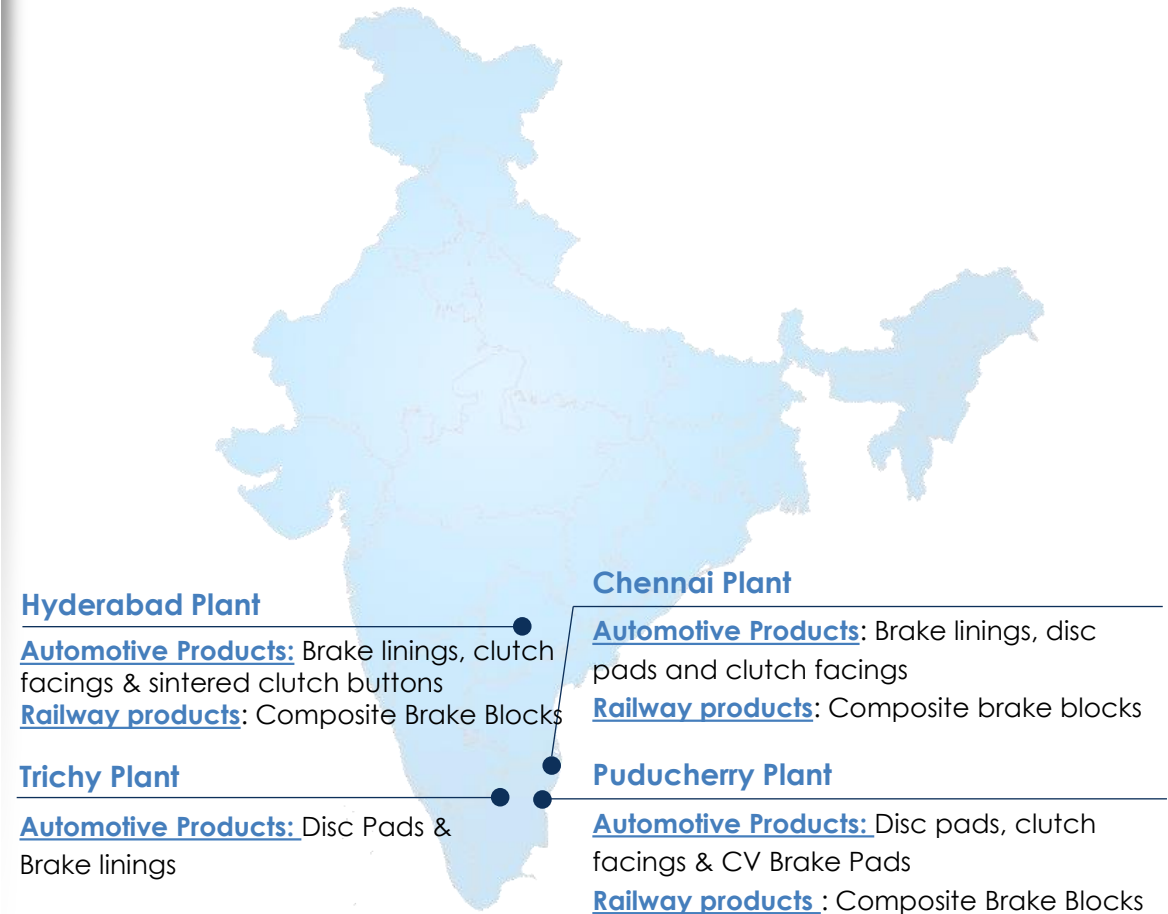 Hyderabad Plant
Automotive Products: Brake linings, clutch
facings & sintered clutch buttons
Railway products: Composite Brake Blocks
Trichy Plant
Automotive Products: Disc Pads &
Brake linings
Chennai Plant
Automotive Products: Brake linings, disc
pads and clutch facings
Railway products: Composite brake blocks
Puducherry Plant
Automotive Products: Disc pads, clutch
facings & CV Brake Pads
Railway products : Composite Brake Blocks